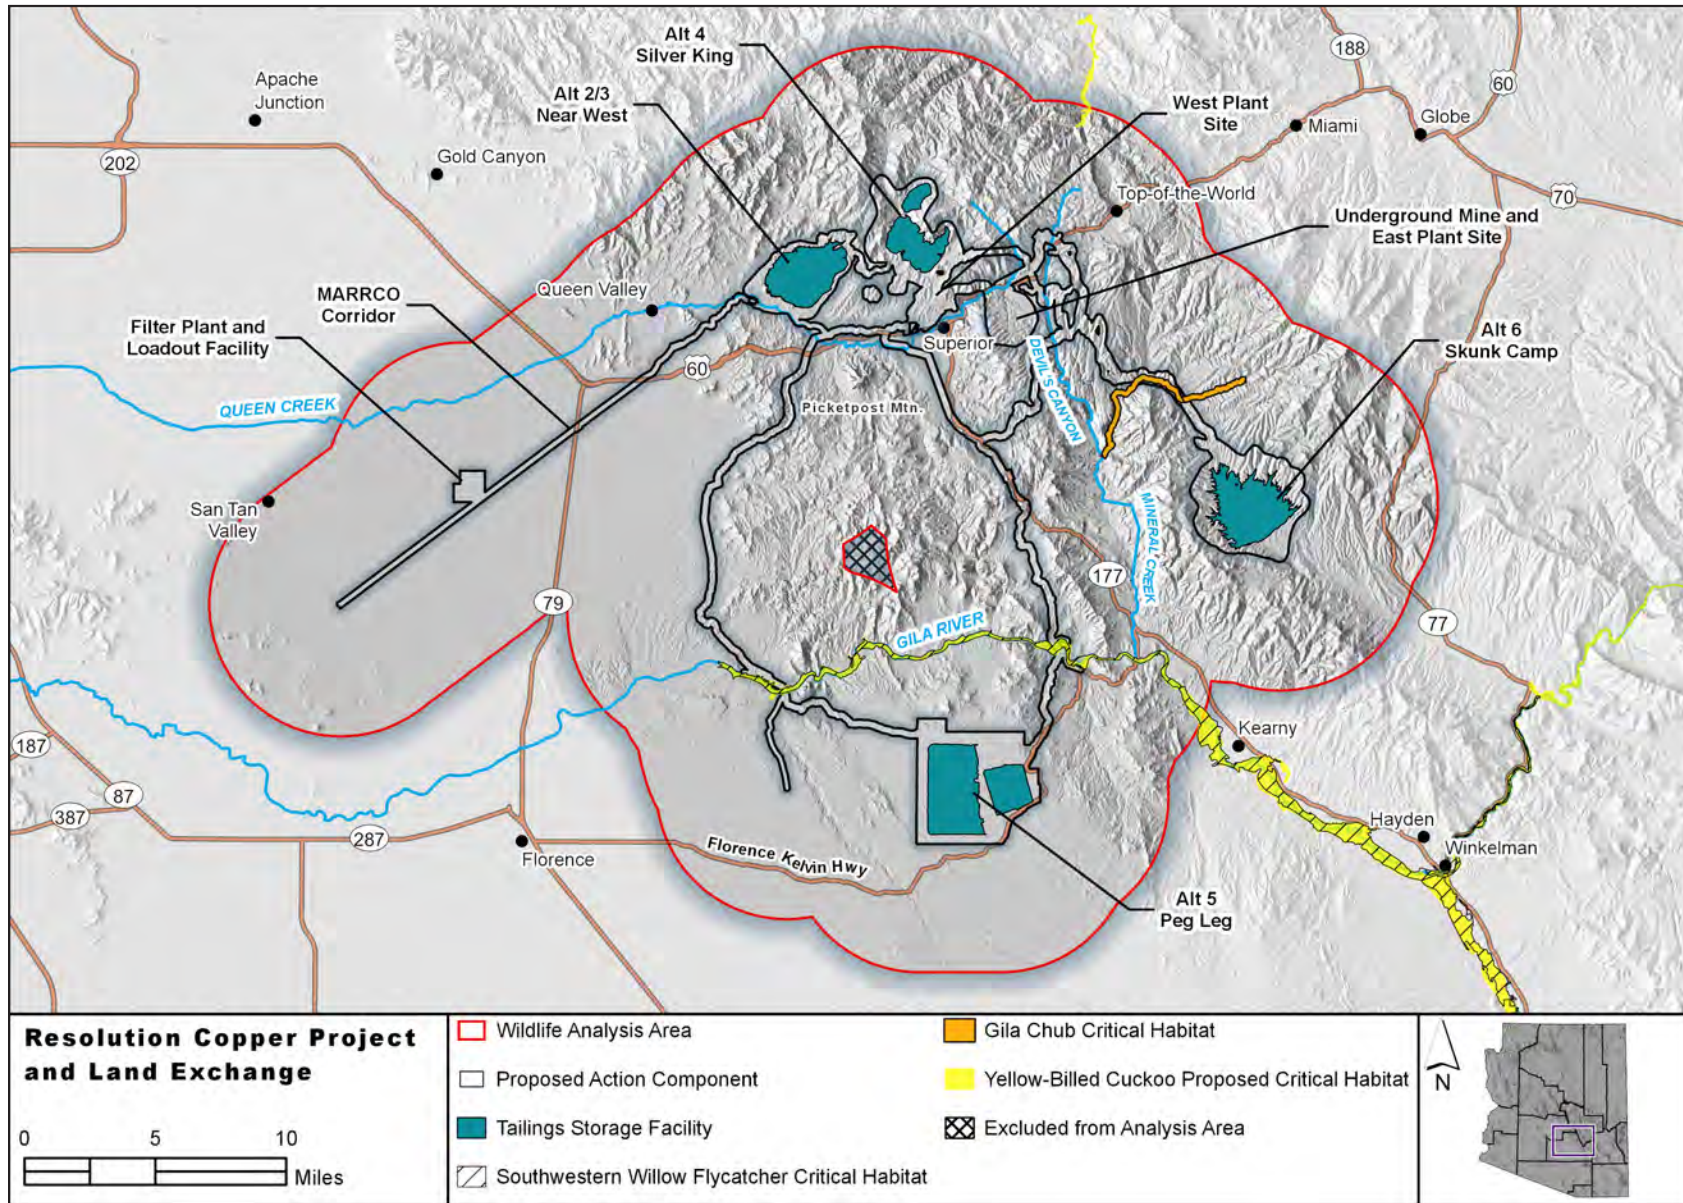 Alt 4
Silver King
188
60
Apache
Junction
Alt 2/3
Near West
West Plant
Site
Miami
Globe
202
Gold Canyon
70
Top-of-the-World
Underground Mine and
East Plant Site
MARRCO
Corridor
Queen Valley
Filter Plant and
Loadout Facility
Superior
Alt 6
Skunk Camp
60
DEVIL'S CANYON
QUEEN CREEK
Picketpost Mtn.
San Tan
Valley
MINERAL CREEK
177
79
77
GILA RIVER
187
Kearny
87
387
287
Hayden
Florence
Florence Kelvin Hwy
Winkelman
Alt 5
Peg Leg
Resolution Copper Project
and Land Exchange
0 5 10
Miles
Wildlife Analysis Area
Proposed Action Component
Tailings Storage Facility
Southwestern Willow Flycatcher Critical Habitat
Gila Chub Critical Habitat
Yellow-Billed Cuckoo Proposed Critical Habitat
Excluded from Analysis Area
N